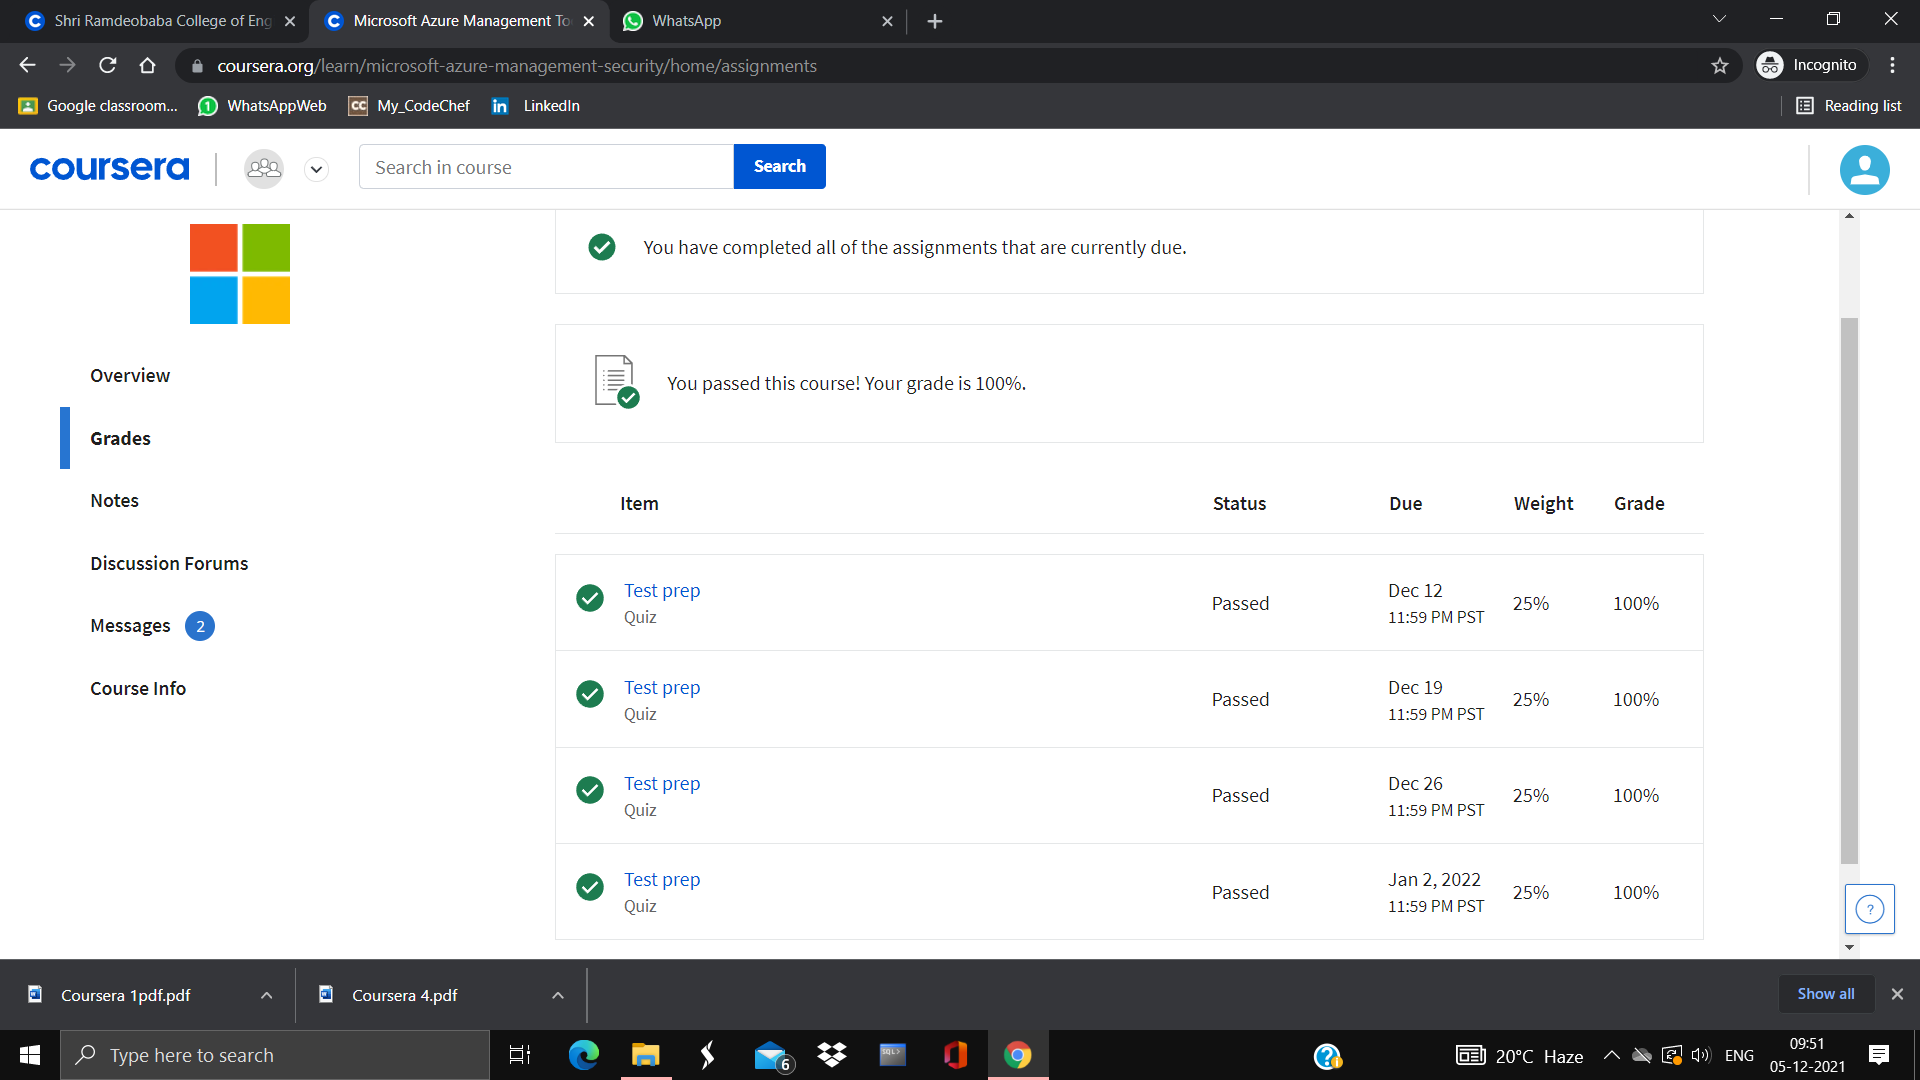 Shri Ramdeobaba College of Eng
Microsoft Azure Management To
WhatsApp
coursera.org/learn/microsoft-azure-management-security/home/assignments
Incognito
Google classroom...
WhatsAppWeb
CC My_CodeChef
in LinkedIn
Reading list
coursera
Search in course
Search
You have completed all of the assignments that are currently due.
You passed this course! Your grade is 100%.
Overview
Grades
Notes
Discussion Forums
Messages 2
Course Info
Item Status Due Weight Grade
Test prep Passed Dec 12 25% 100%
Quiz 11:59 PM PST
Test prep Passed Dec 19 25% 100%
Quiz 11:59 PM PST
Test prep Passed Dec 26 25% 100%
Quiz 11:59 PM PST
Test prep Passed Jan 2, 2022 25% 100%
Quiz 11:59 PM PST
?
Coursera 1pdf.pdf
Coursera 4.pdf
Show all
Type here to search
6
SQL>
20°C Haze
ENG
09:51
05-12-2021